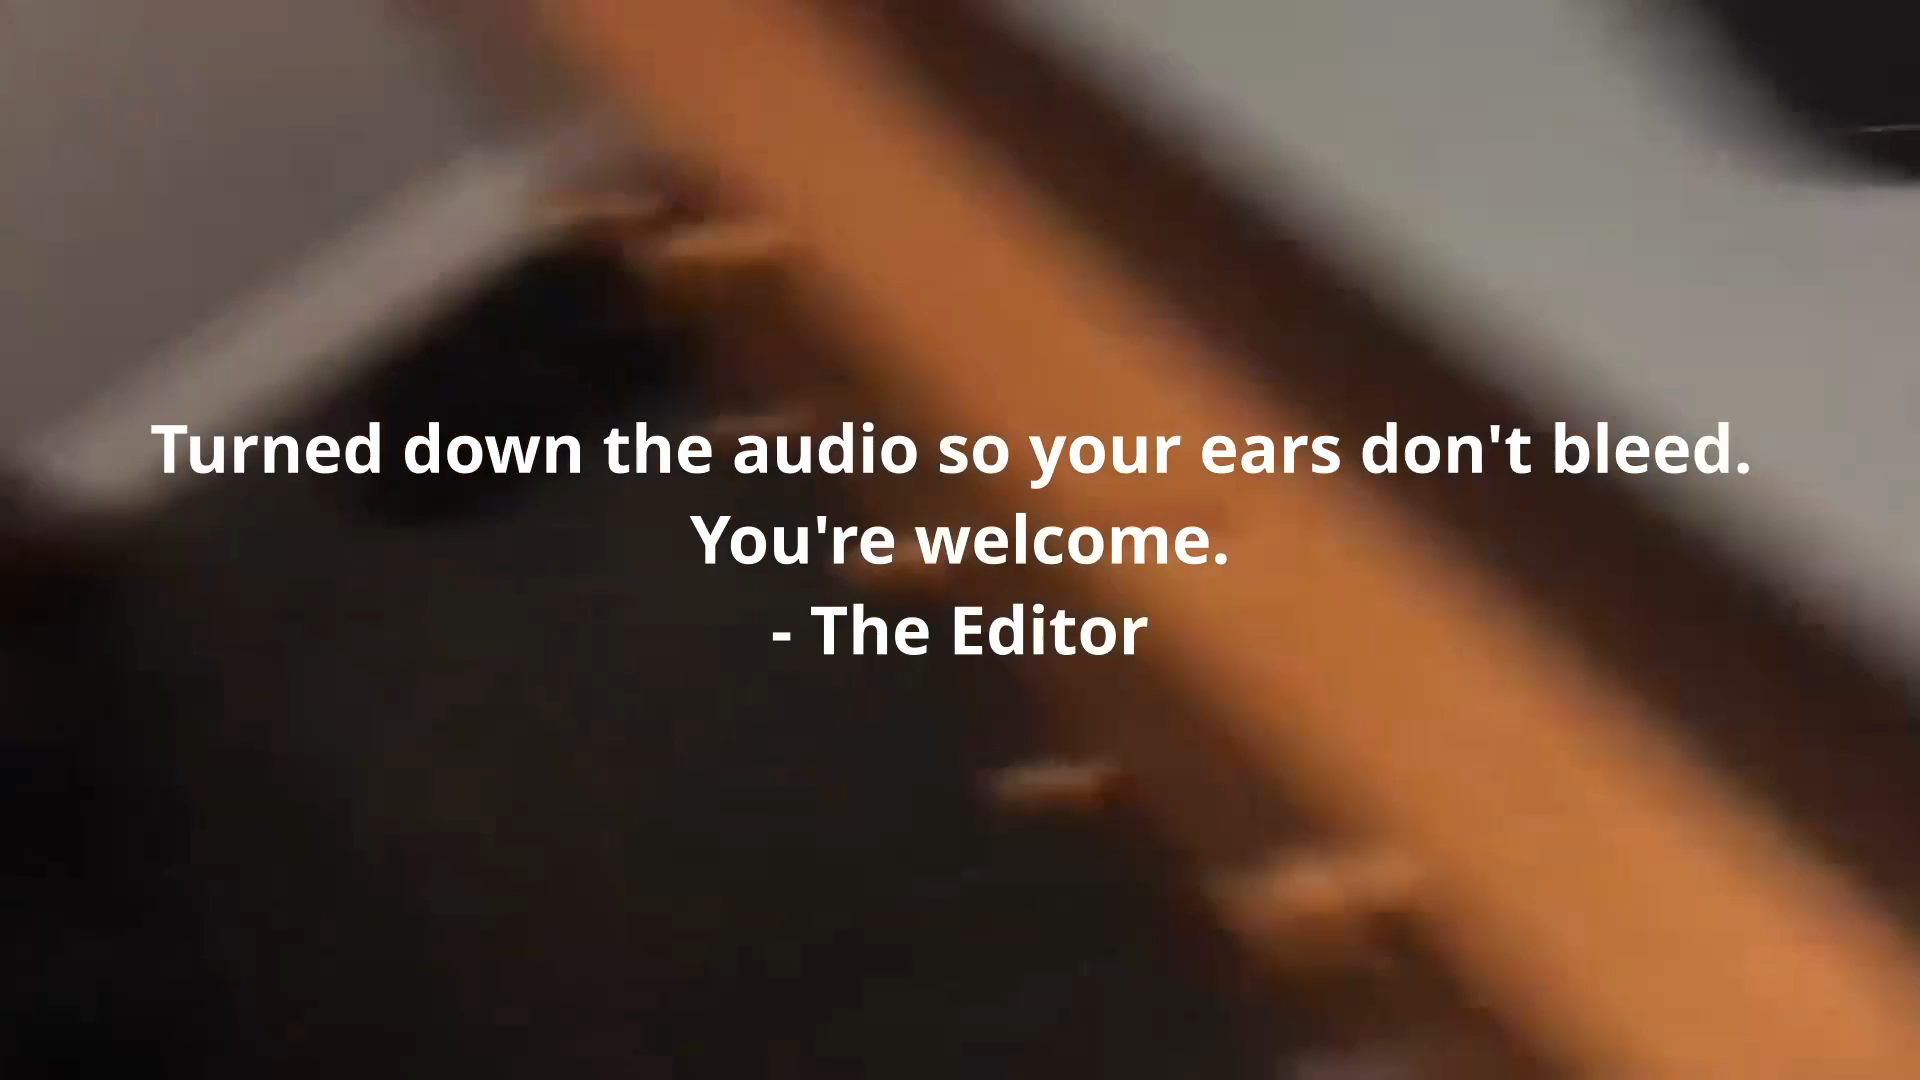 Turned down the audio so your ears don't bleed.
You're welcome.
- The Editor